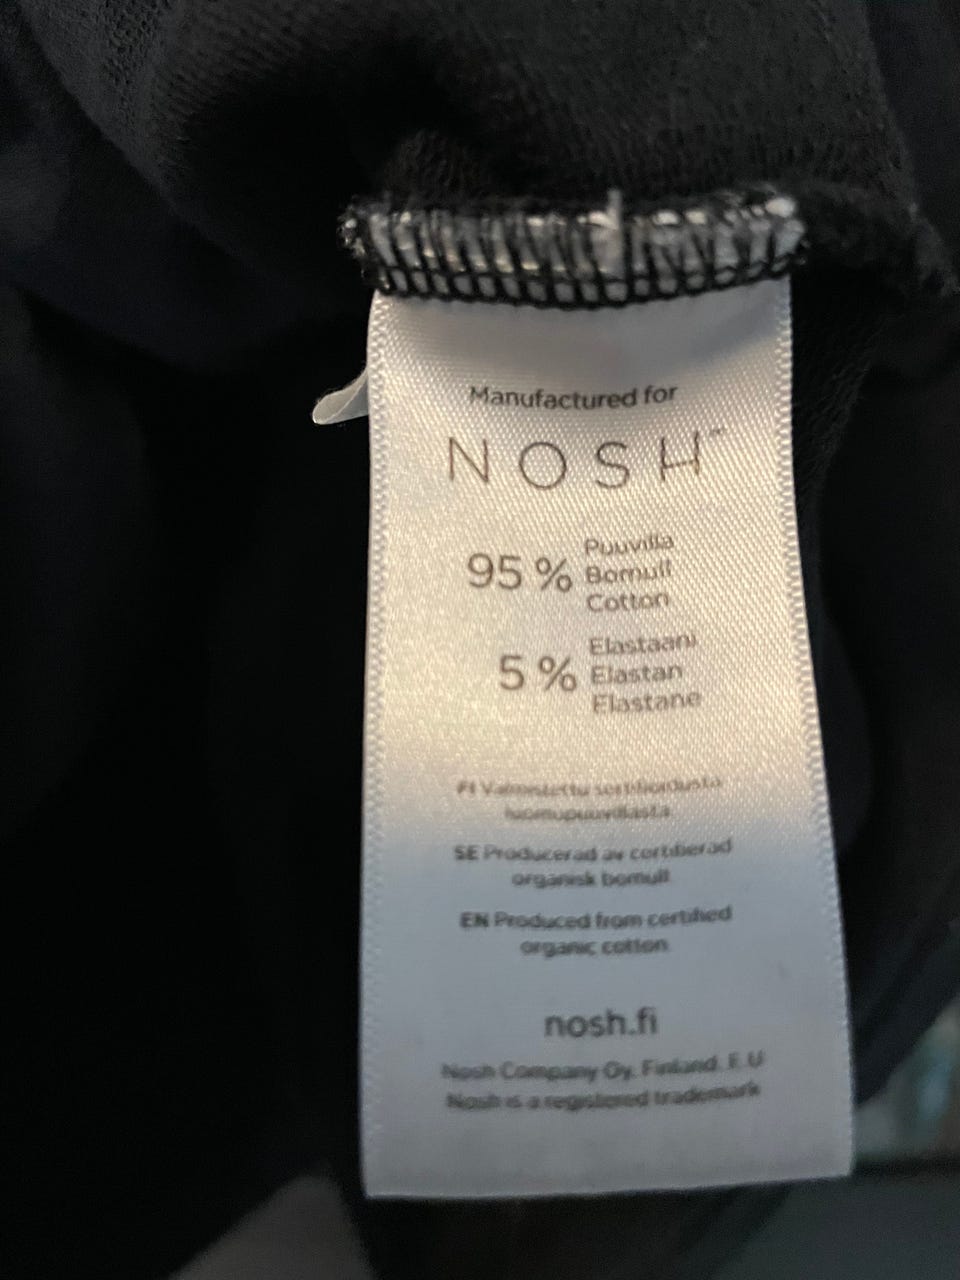 Manufactured for
NOSH™
95 % Puuvilla
Bomull
Cotton
5 % Elastaani
Elastan
Elastane
FI Valmistettu sertifioidusta
luomupuuvillasta
SE Producerad av certifierad
organisk bomull
EN Produced from certified
organic cotton
nosh.fi
Nosh Company Oy, Finland, E.U
Nosh is a registered trademark